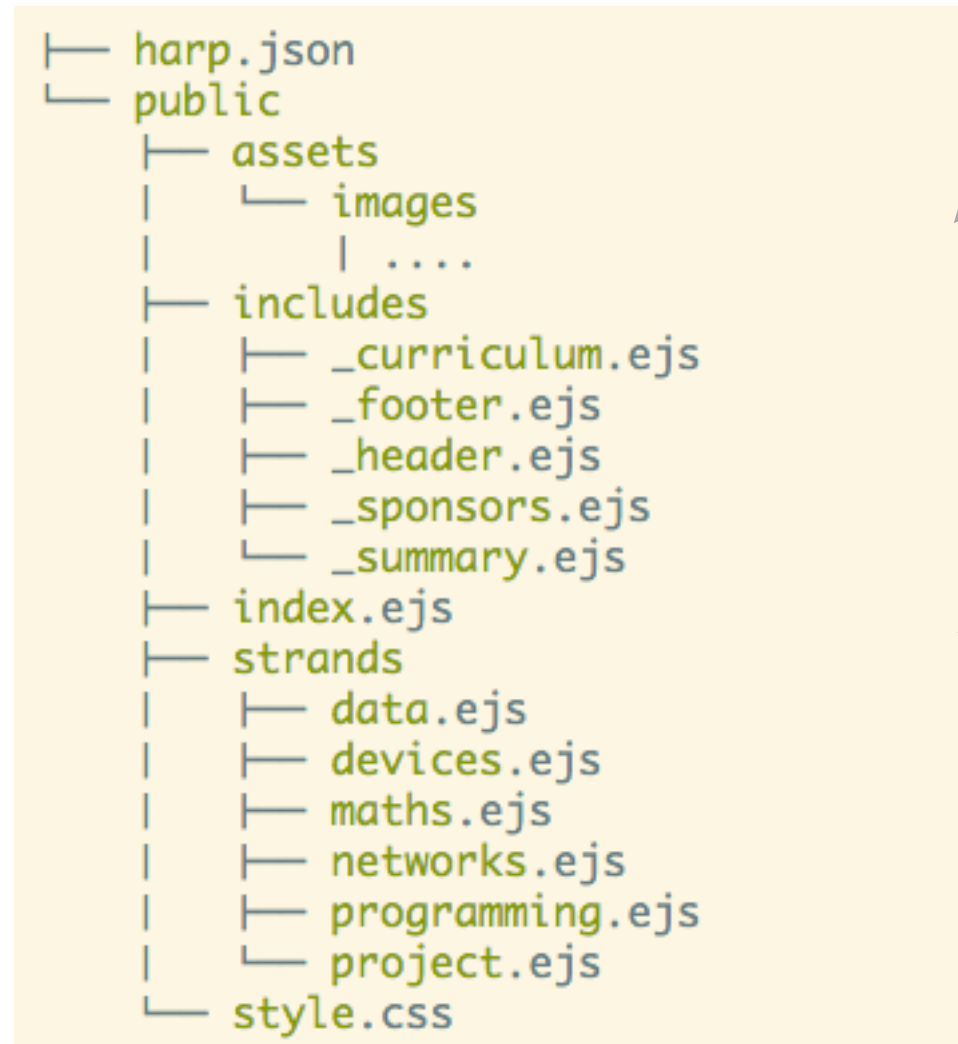 ├── harp.json
└── public
    ├── assets
    │   └── images
    │       | ....
    ├── includes
    │   ├── _curriculum.ejs
    │   ├── _footer.ejs
    │   ├── _header.ejs
    │   ├── _sponsors.ejs
    │   └── _summary.ejs
    ├── index.ejs
    ├── strands
    │   ├── data.ejs
    │   ├── devices.ejs
    │   ├── maths.ejs
    │   ├── networks.ejs
    │   ├── programming.ejs
    │   └── project.ejs
    └── style.css